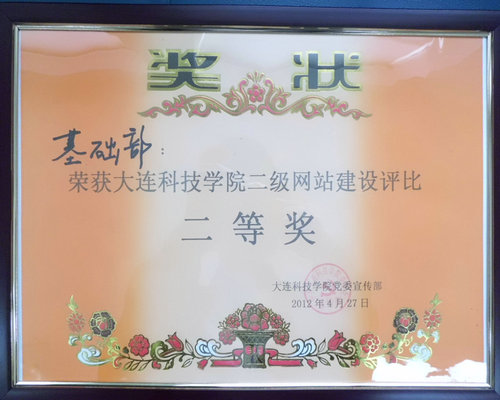 奖状
基础部：
荣获大连科技学院二级网站建设评比
二等奖
大连科技学院党委宣传部
2012年4月27日